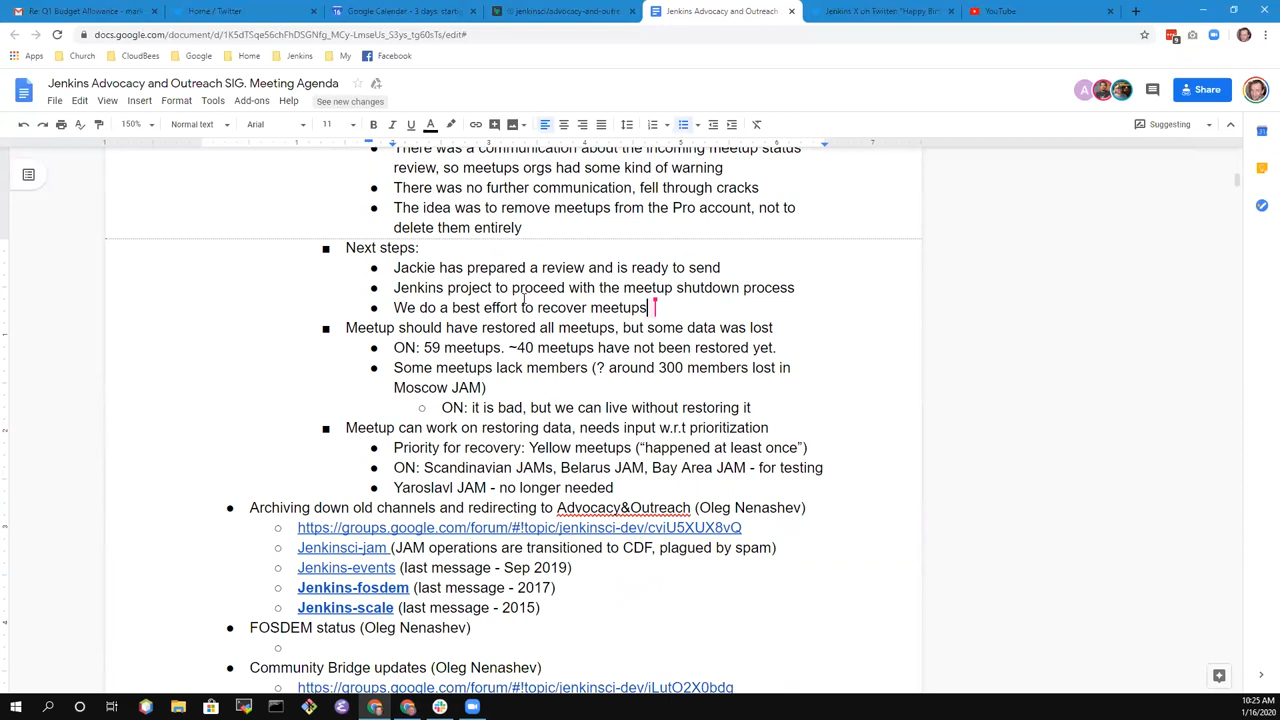 Re: Q1 Budget Allowance - mark
Home / Twitter
Google Calendar - 3 days, startin
jenkinsci/advocacy-and-outre
Jenkins Advocacy and Outreach
Jenkins X on Twitter: "Happy Birt
YouTube
docs.google.com/document/d/1K5dTSqe56chFhDSGNfg_MCy-LmseUs_S3ys_tg60sTs/edit#
Apps
Church
CloudBees
Google
Home
Jenkins
My
Facebook
Jenkins Advocacy and Outreach SIG. Meeting Agenda
File Edit View Insert Format Tools Add-ons Help See new changes
A
Share
150% Normal text Arial 11 B I U A Suggesting
1 1 2 3 4 5 6 7
There was a communication about the incoming meetup status
review, so meetups orgs had some kind of warning
There was no further communication, fell through cracks
The idea was to remove meetups from the Pro account, not to
delete them entirely
Next steps:
Jackie has prepared a review and is ready to send
Jenkins project to proceed with the meetup shutdown process
We do a best effort to recover meetups
Meetup should have restored all meetups, but some data was lost
ON: 59 meetups. ~40 meetups have not been restored yet.
Some meetups lack members (? around 300 members lost in
Moscow JAM)
ON: it is bad, but we can live without restoring it
Meetup can work on restoring data, needs input w.r.t prioritization
Priority for recovery: Yellow meetups (“happened at least once”)
ON: Scandinavian JAMs, Belarus JAM, Bay Area JAM - for testing
Yaroslavl JAM - no longer needed
Archiving down old channels and redirecting to Advocacy&Outreach (Oleg Nenashev)
https://groups.google.com/forum/#!topic/jenkinsci-dev/cviU5XUX8vQ
Jenkinsci-jam (JAM operations are transitioned to CDF, plagued by spam)
Jenkins-events (last message - Sep 2019)
Jenkins-fosdem (last message - 2017)
Jenkins-scale (last message - 2015)
FOSDEM status (Oleg Nenashev)
Community Bridge updates (Oleg Nenashev)
https://groups.google.com/forum/#!topic/jenkinsci-dev/iLutO2X0bdg
10:25 AM
1/16/2020